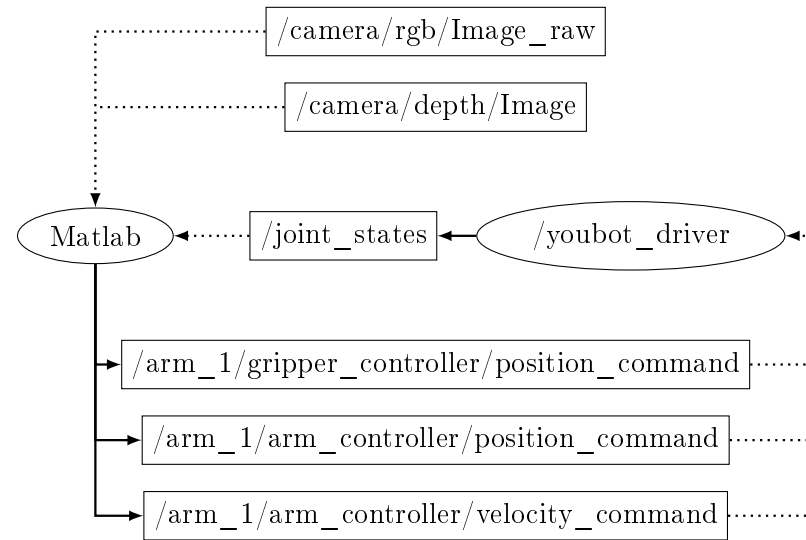 /camera/rgb/Image_raw
/camera/depth/Image
Matlab
/joint_states
/youbot_driver
/arm_1/gripper_controller/position_command
/arm_1/arm_controller/position_command
/arm_1/arm_controller/velocity_command